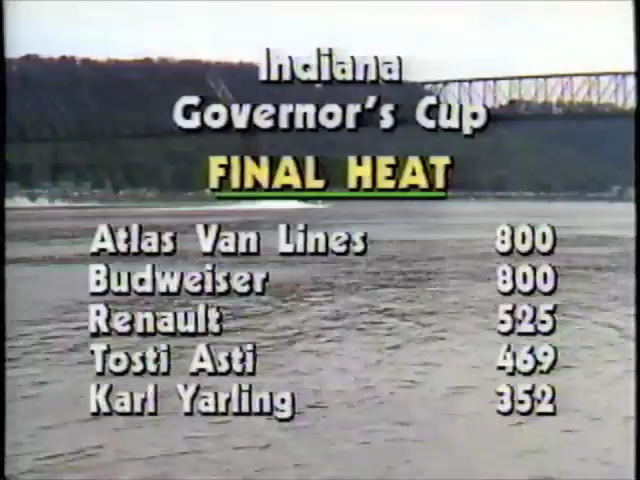 Indiana
Governor's Cup
FINAL HEAT
Atlas Van Lines 800
Budweiser 800
Renault 525
Tosti Asti 469
Karl Yarling 352